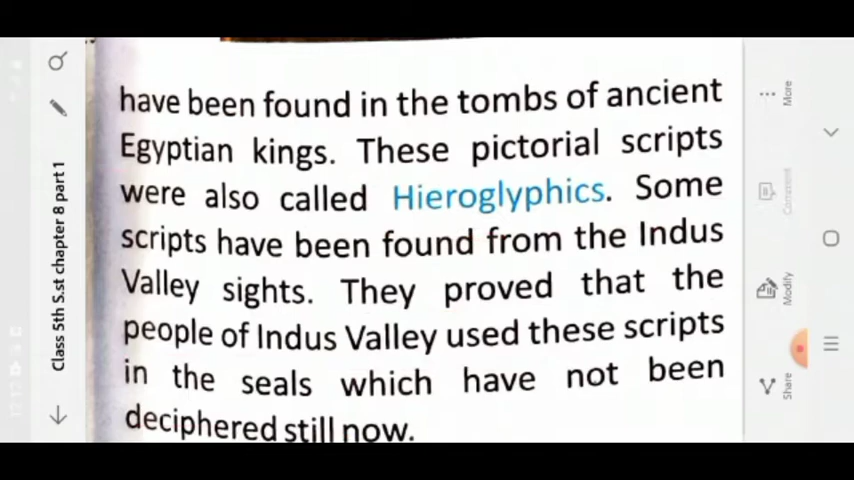 have been found in the tombs of ancient
Egyptian kings. These pictorial scripts
were also called Hieroglyphics. Some
scripts have been found from the Indus
Valley sights. They proved that the
people of Indus Valley used these scripts
in the seals which have not been
deciphered still now.
Class 5th S.st chapter 8 part 1
More
Comment
Modify
Share